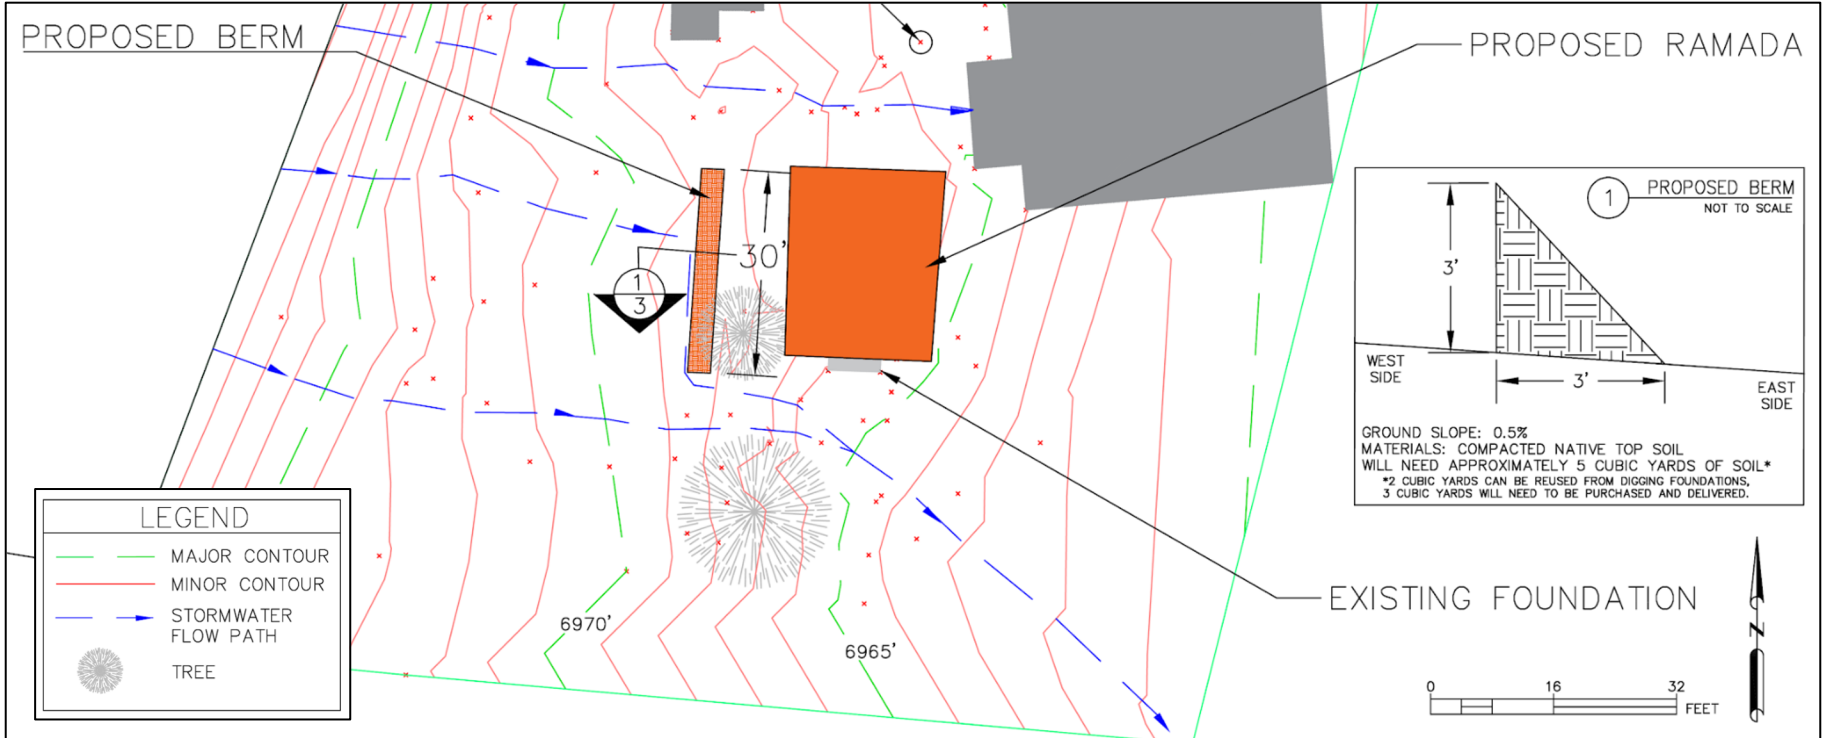 PROPOSED BERM
PROPOSED RAMADA
30'
1
3
1
PROPOSED BERM
NOT TO SCALE
3'
3'
WEST
SIDE
EAST
SIDE
GROUND SLOPE: 0.5%
MATERIALS: COMPACTED NATIVE TOP SOIL
WILL NEED APPROXIMATELY 5 CUBIC YARDS OF SOIL*
*2 CUBIC YARDS CAN BE REUSED FROM DIGGING FOUNDATIONS,
3 CUBIC YARDS WILL NEED TO BE PURCHASED AND DELIVERED.
LEGEND
MAJOR CONTOUR
MINOR CONTOUR
STORMWATER
FLOW PATH
TREE
6970'
6965'
EXISTING FOUNDATION
N
0 16 32
FEET